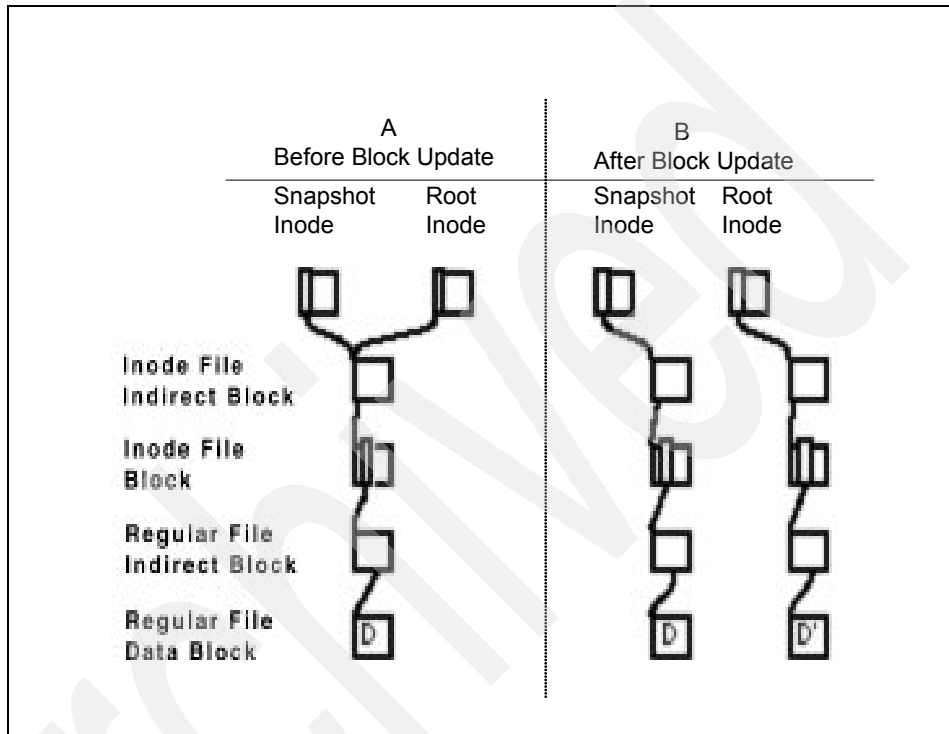 A
Before Block Update
B
After Block Update
Snapshot
Inode
Root
Inode
Snapshot
Inode
Root
Inode
Inode File
Indirect Block
Inode File
Block
Regular File
Indirect Block
Regular File
Data Block
D
D
D'
Archived